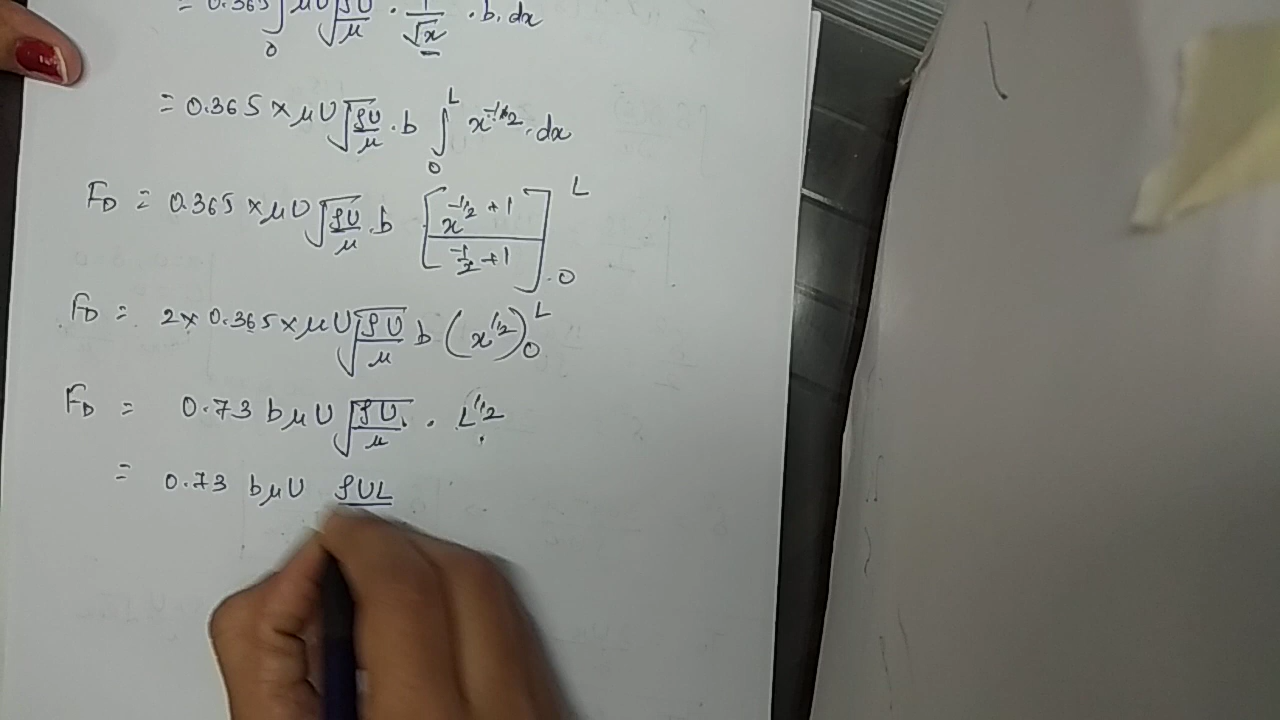 = 0.365 ∫₀ μU √(ρU/μ) · 1/√x · b. dx
= 0.365 × μU √(ρU/μ) · b ∫₀ᴸ x^(-1/2) . dx
F_D = 0.365 × μU √(ρU/μ) . b [ (x^(-1/2 + 1)) / (-1/2 + 1) ]₀ᴸ
F_D = 2 × 0.365 × μU √(ρU/μ) b (x^(1/2))₀ᴸ
F_D = 0.73 b μ U √(ρU/μ) . L^(1/2)
= 0.73 b μ U ρUL